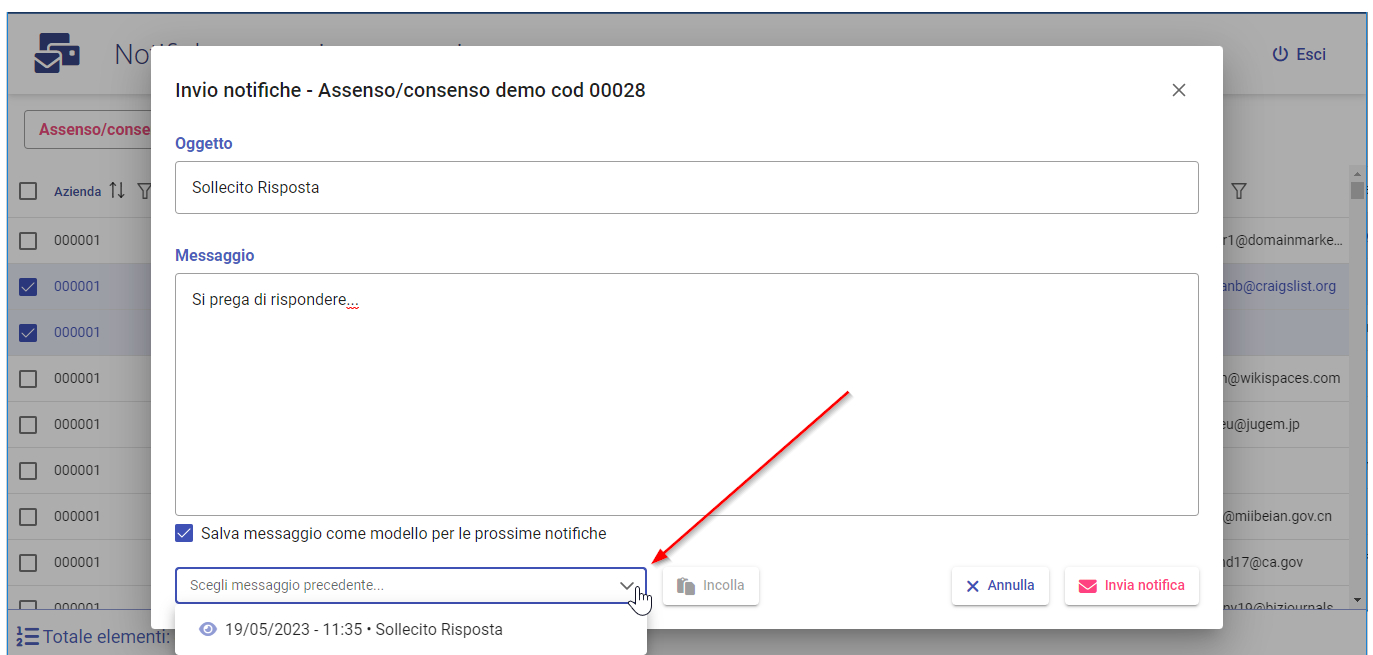 Esci
Invio notifiche - Assenso/consenso demo cod 00028
Assenso/conse
Oggetto
Sollecito Risposta
Azienda
000001
r1@domainmarke...
Messaggio
000001
anb@craigslist.org
Si prega di rispondere...
000001
000001
@wikispaces.com
000001
eu@jugem.jp
000001
000001
@miibeian.gov.cn
Salva messaggio come modello per le prossime notifiche
000001
nd17@ca.gov
Scegli messaggio precedente...
Incolla
Annulla
Invia notifica
000001
ny19@bizjournals
19/05/2023 - 11:35 • Sollecito Risposta
Totale elementi: